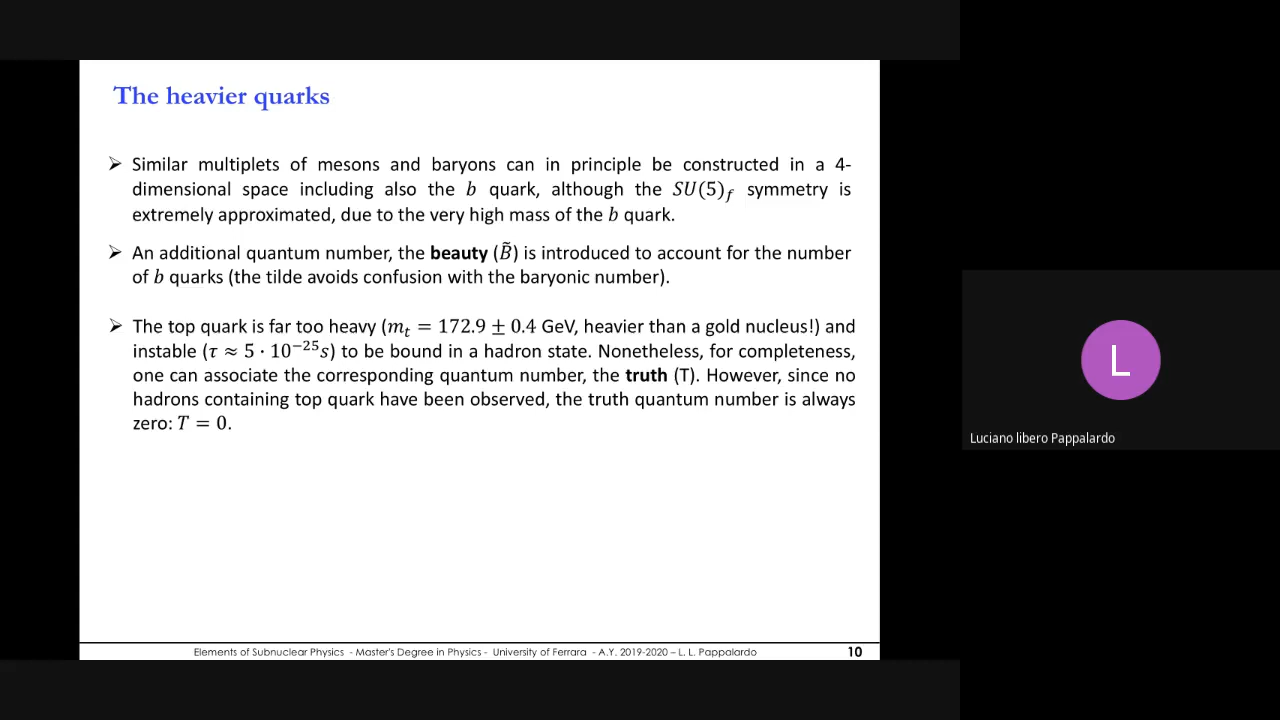 The heavier quarks
➢ Similar multiplets of mesons and baryons can in principle be constructed in a 4-
dimensional space including also the b quark, although the SU(5)_f symmetry is
extremely approximated, due to the very high mass of the b quark.
➢ An additional quantum number, the beauty (B̃) is introduced to account for the number
of b quarks (the tilde avoids confusion with the baryonic number).
➢ The top quark is far too heavy (m_t = 172.9 ± 0.4 GeV, heavier than a gold nucleus!) and
instable (τ ≈ 5 · 10⁻²⁵s) to be bound in a hadron state. Nonetheless, for completeness,
one can associate the corresponding quantum number, the truth (T). However, since no
hadrons containing top quark have been observed, the truth quantum number is always
zero: T = 0.
Elements of Subnuclear Physics - Master's Degree in Physics - University of Ferrara - A.Y. 2019-2020 – L. L. Pappalardo 10
L
Luciano libero Pappalardo